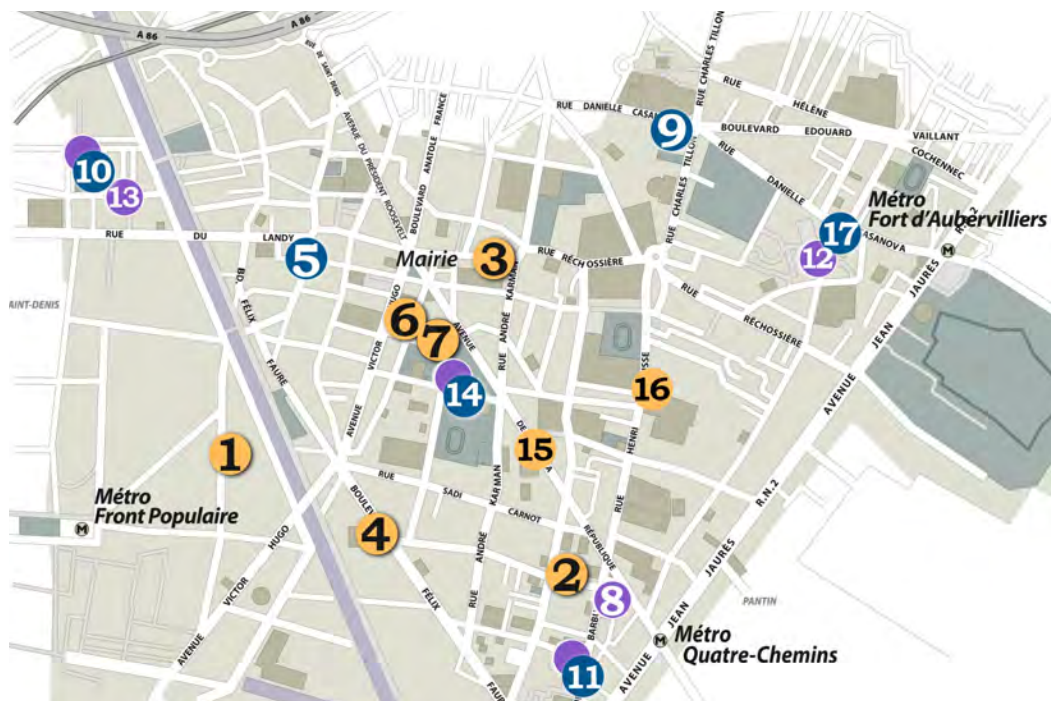 A 86
A 86
RUE DE SAINT DENIS
AVENUE DU PRÉSIDENT ROOSEVELT
BOULEVARD ANATOLE FRANCE
RUE CHARLES TILLON
RUE HÉLÈNE
COCHENNEC
RUE DANIELLE CASA
9
BOULEVARD EDOUARD VAILLANT
RUE DANIELLE
CASANOVA
10
13
Métro
Fort d'Aubervilliers
R.N.2
17
12
RUE DU LANDY
5
Mairie
3
RUE RÉCHOSSIÈRE
RUE CHARLES TILLON
RUE RÉCHOSSIÈRE
SAINT-DENIS
BD. FÉLIX FAURE
AVENUE VICTOR HUGO
6
7
AVENUE
RUE ANDRÉ KARMAN
14
16
AVENUE JEAN JAURÈS
1
15
DE
RÉPUBLIQUE
RUE HENRI
BARBUSSE
RUE SADI CARNOT
KARMAN
RUE ANDRÉ
Métro
Front Populaire
M
M
BOULEV
4
FÉLIX
FAURE
AVENUE VICTOR HUGO
2
8
R.N.2
AVENUE JEAN JAURÈS
PANTIN
M
Métro
Quatre-Chemins
11